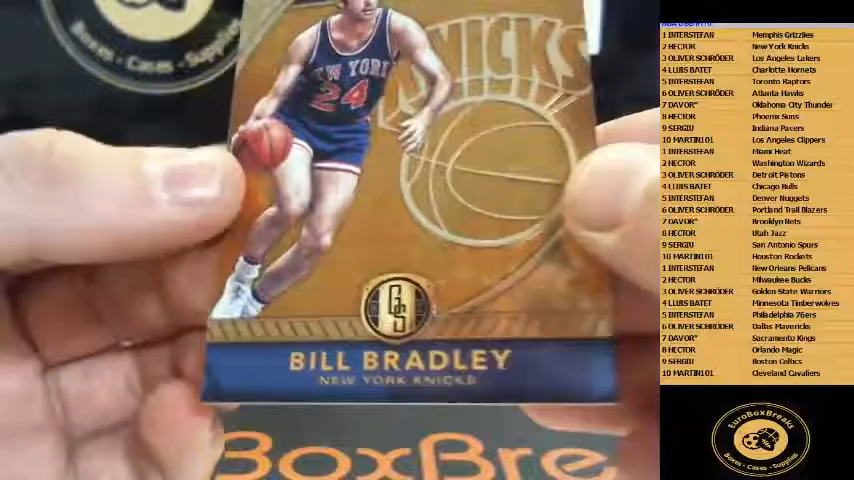 Boxes - Cases - Supplies
KNICKS
NEW YORK
24
GS
BILL BRADLEY
NEW YORK KNICKS
BoxBre
1 INTERSTEFAN Memphis Grizzlies
2 HECTOR New York Knicks
3 OLIVER SCHRÖDER Los Angeles Lakers
4 LLUIS BATET Charlotte Hornets
5 INTERSTEFAN Toronto Raptors
6 OLIVER SCHRÖDER Atlanta Hawks
7 DAVOR* Oklahoma City Thunder
8 HECTOR Phoenix Suns
9 SERGIU Indiana Pacers
10 MARTIN101 Los Angeles Clippers
1 INTERSTEFAN Miami Heat
2 HECTOR Washington Wizards
3 OLIVER SCHRÖDER Detroit Pistons
4 LLUIS BATET Chicago Bulls
5 INTERSTEFAN Denver Nuggets
6 OLIVER SCHRÖDER Portland Trail Blazers
7 DAVOR* Brooklyn Nets
8 HECTOR Utah Jazz
9 SERGIU San Antonio Spurs
10 MARTIN101 Houston Rockets
1 INTERSTEFAN New Orleans Pelicans
2 HECTOR Milwaukee Bucks
3 OLIVER SCHRÖDER Golden State Warriors
4 LLUIS BATET Minnesota Timberwolves
5 INTERSTEFAN Philadelphia 76ers
6 OLIVER SCHRÖDER Dallas Mavericks
7 DAVOR* Sacramento Kings
8 HECTOR Orlando Magic
9 SERGIU Boston Celtics
10 MARTIN101 Cleveland Cavaliers
EuroBoxBreaks
Boxes - Cases - Supplies